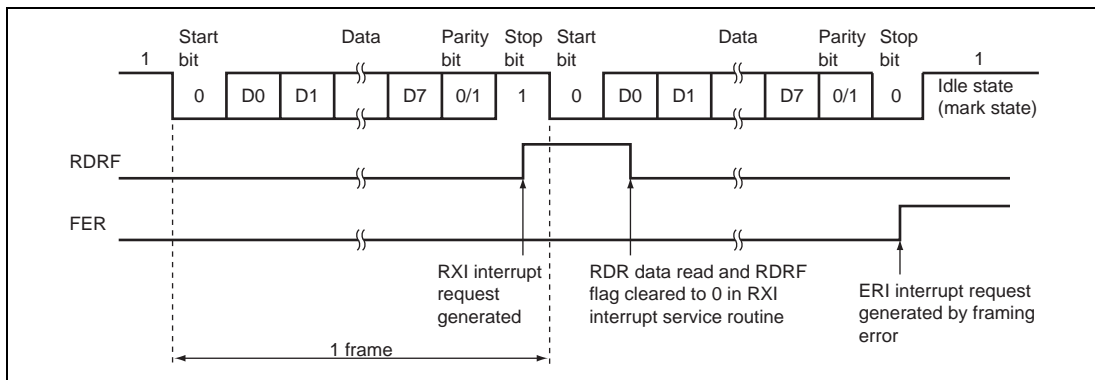 Start bit Data Parity bit Stop bit Start bit Data Parity bit Stop bit
1 1
0 D0 D1 D7 0/1 1 0 D0 D1 D7 0/1 0 Idle state (mark state)
RDRF
FER
RXI interrupt
request
generated
RDR data read and RDRF
flag cleared to 0 in RXI
interrupt service routine
ERI interrupt request
generated by framing
error
1 frame